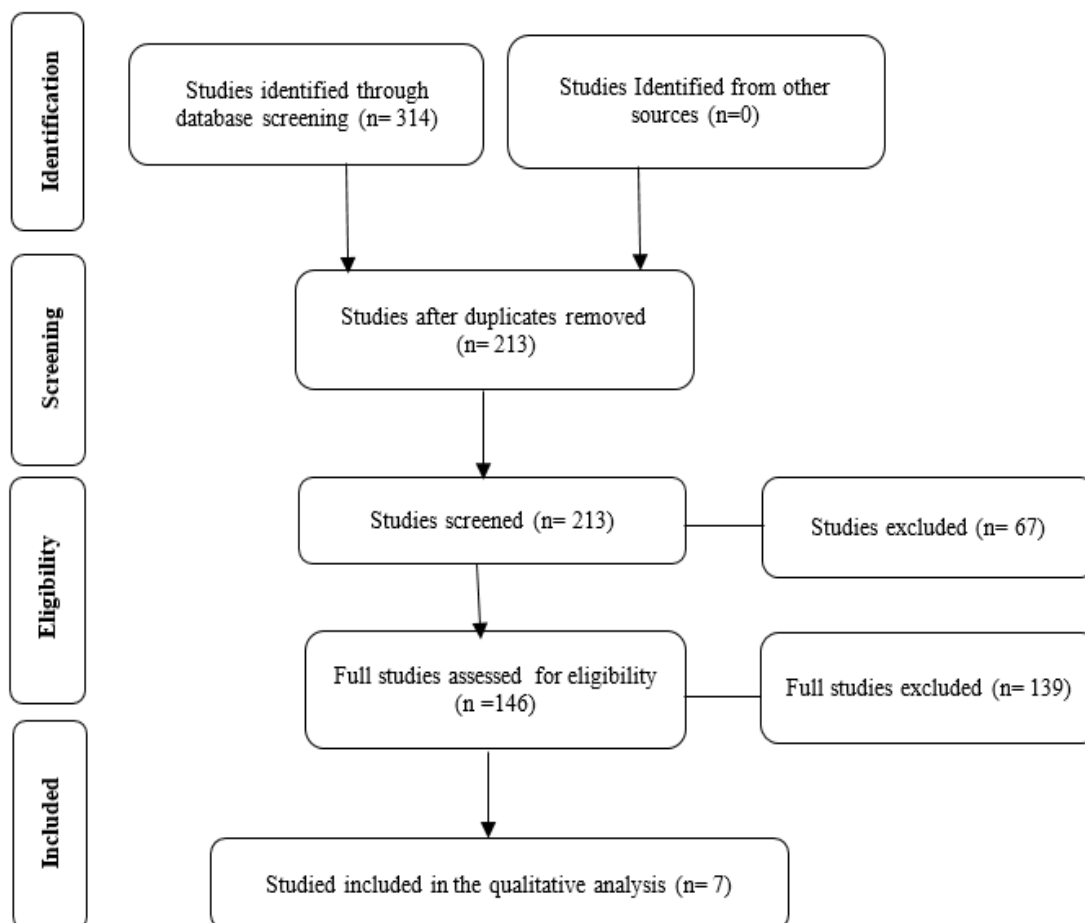 Identification
Studies identified through
database screening (n= 314)
Studies Identified from other
sources (n=0)
Screening
Studies after duplicates removed
(n= 213)
Eligibility
Studies screened (n= 213)
Studies excluded (n= 67)
Full studies assessed for eligibility
(n =146)
Full studies excluded (n= 139)
Included
Studied included in the qualitative analysis (n= 7)